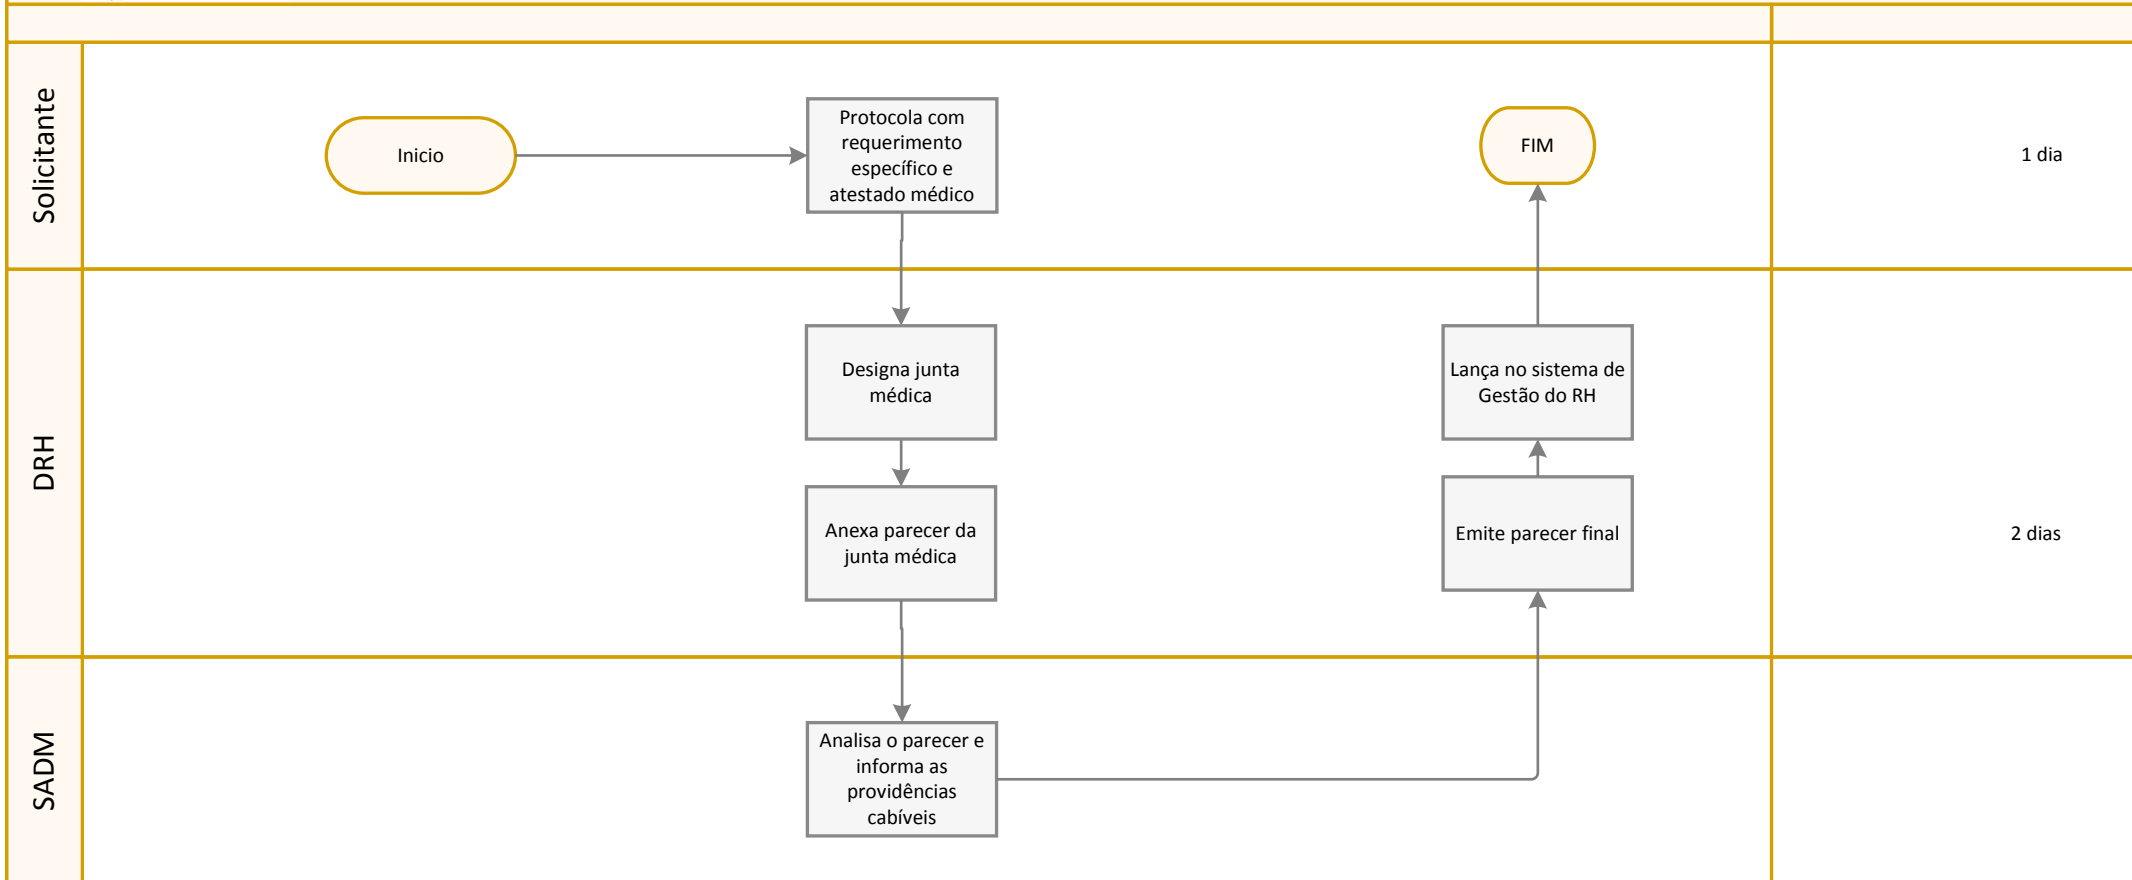 Solicitante
Inicio
Protocola com
requerimento
específico e
atestado médico
FIM
1 dia
DRH
Designa junta
médica
Lança no sistema de
Gestão do RH
Anexa parecer da
junta médica
Emite parecer final
2 dias
SADM
Analisa o parecer e
informa as
providências
cabíveis